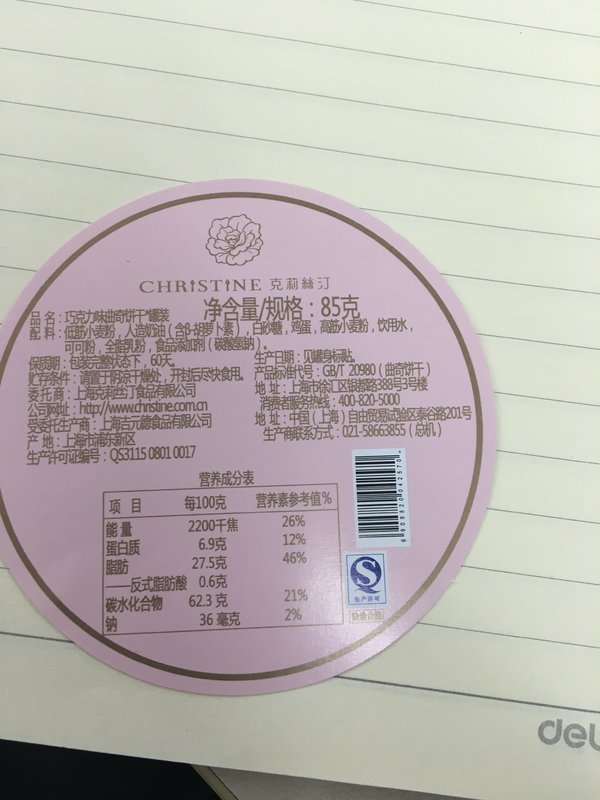 CHRISTINE 克莉絲汀
净含量/规格：85克
品名：巧克力味曲奇饼干*罐装
配料：低筋小麦粉，人造奶油（含β-胡萝卜素），白砂糖，鸡蛋，高筋小麦粉，饮用水，
可可粉，全脂乳粉，食品添加剂（碳酸氢钠）。
保质期：包装完整状态下，60天。
贮存条件：请置于阴凉干燥处，开封后尽快食用。
委托商：上海克莉丝汀食品有限公司
公司网址：http://www.christine.com.cn
受委托生产商：上海吉元德食品有限公司
产地：上海市浦东新区
生产许可证编号：QS3115 0801 0017
生产日期：见罐身标贴。
产品标准代号：GB/T 20980（曲奇饼干）
地址：上海市徐汇区银都路388号3号楼
消费者服务热线：400-820-5000
地址：中国（上海）自由贸易试验区泰谷路201号
生产商联系方式：021-58663855（总机）
营养成分表
项目 每100克 营养素参考值%
能量 2200千焦 26%
蛋白质 6.9克 12%
脂肪 27.5克 46%
——反式脂肪酸 0.6克
碳水化合物 62.3克 21%
钠 36毫克 2%
6909820042570
QS
生产许可
检验合格
del